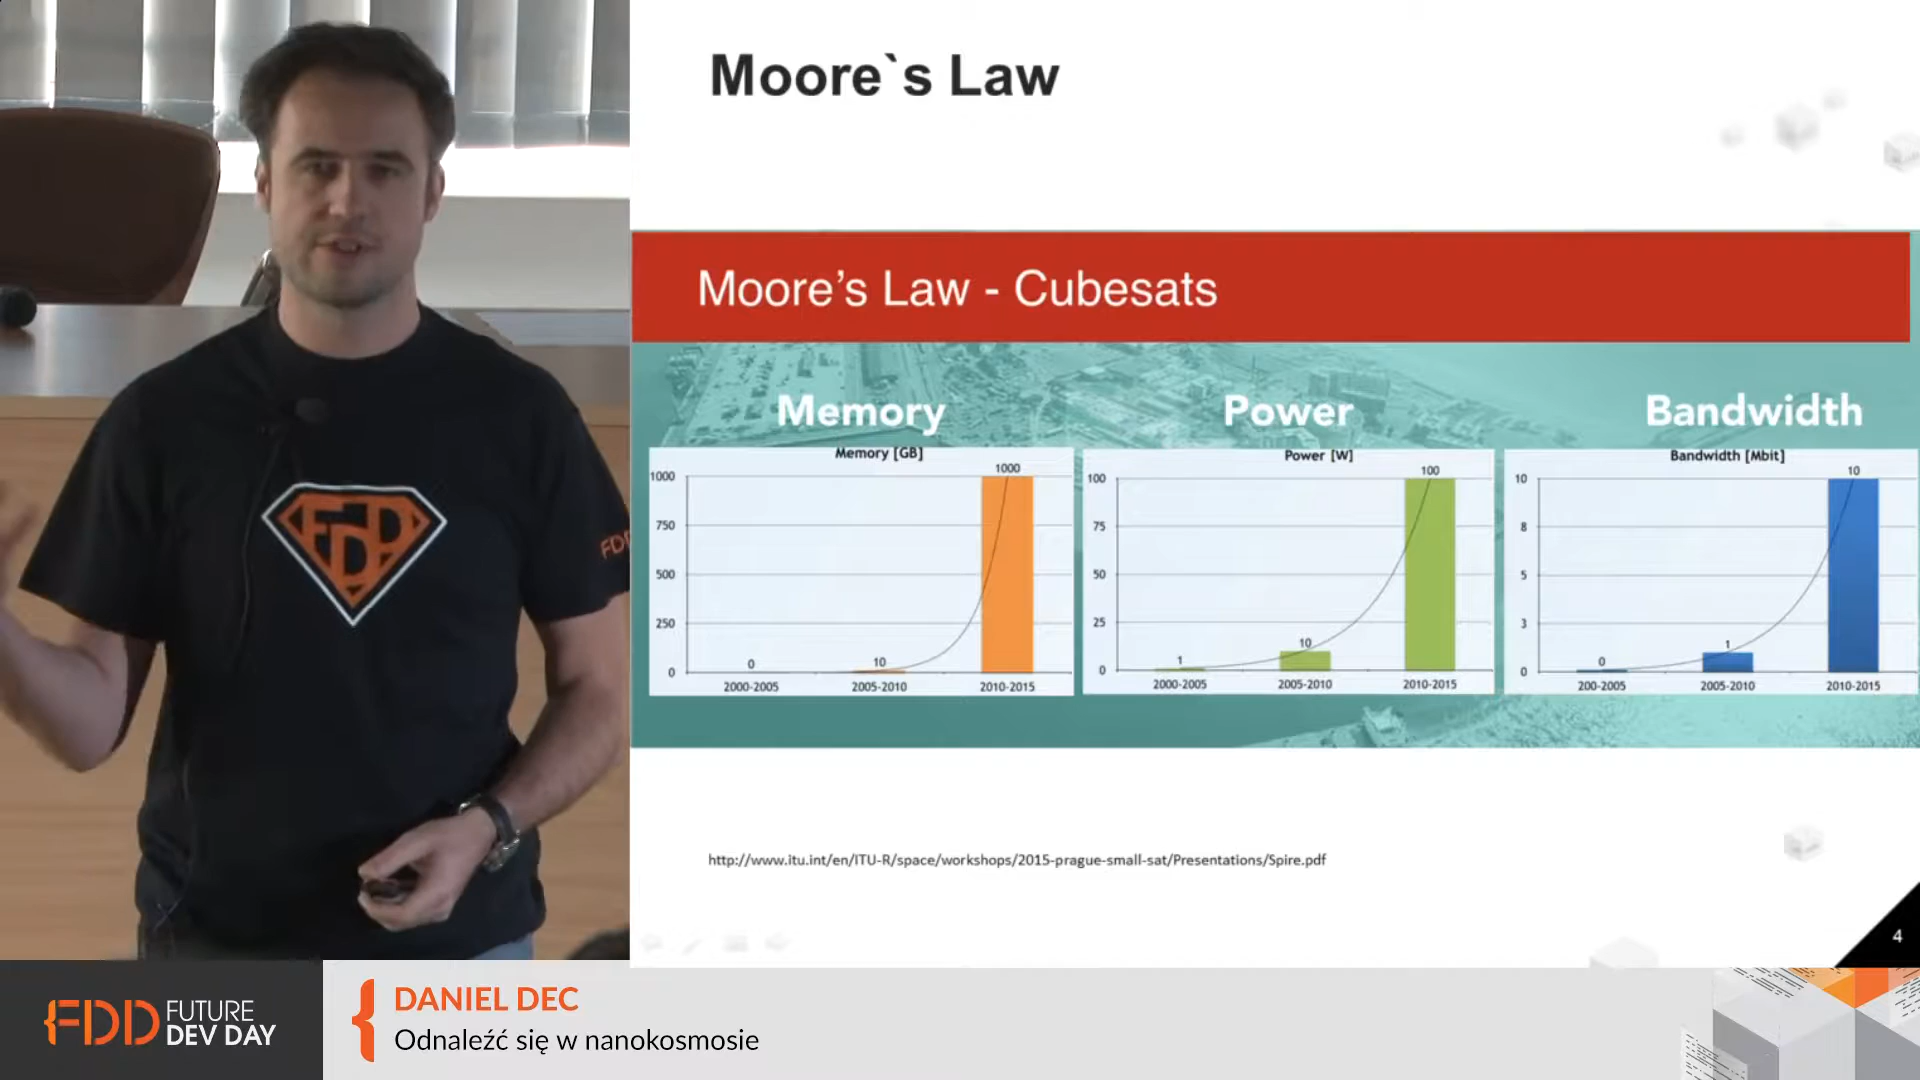 Moore`s Law
Moore's Law - Cubesats
Memory
Power
Bandwidth
Memory [GB]
1000
750
500
250
0
0
10
1000
2000-2005
2005-2010
2010-2015
Power [W]
100
75
50
25
0
1
10
100
2000-2005
2005-2010
2010-2015
Bandwidth [Mbit]
10
8
5
3
0
0
1
10
200-2005
2005-2010
2010-2015
http://www.itu.int/en/ITU-R/space/workshops/2015-prague-small-sat/Presentations/Spire.pdf
4
FDD
FDD
FDD FUTURE
DEV DAY
DANIEL DEC
Odnaleźć się w nanokosmosie